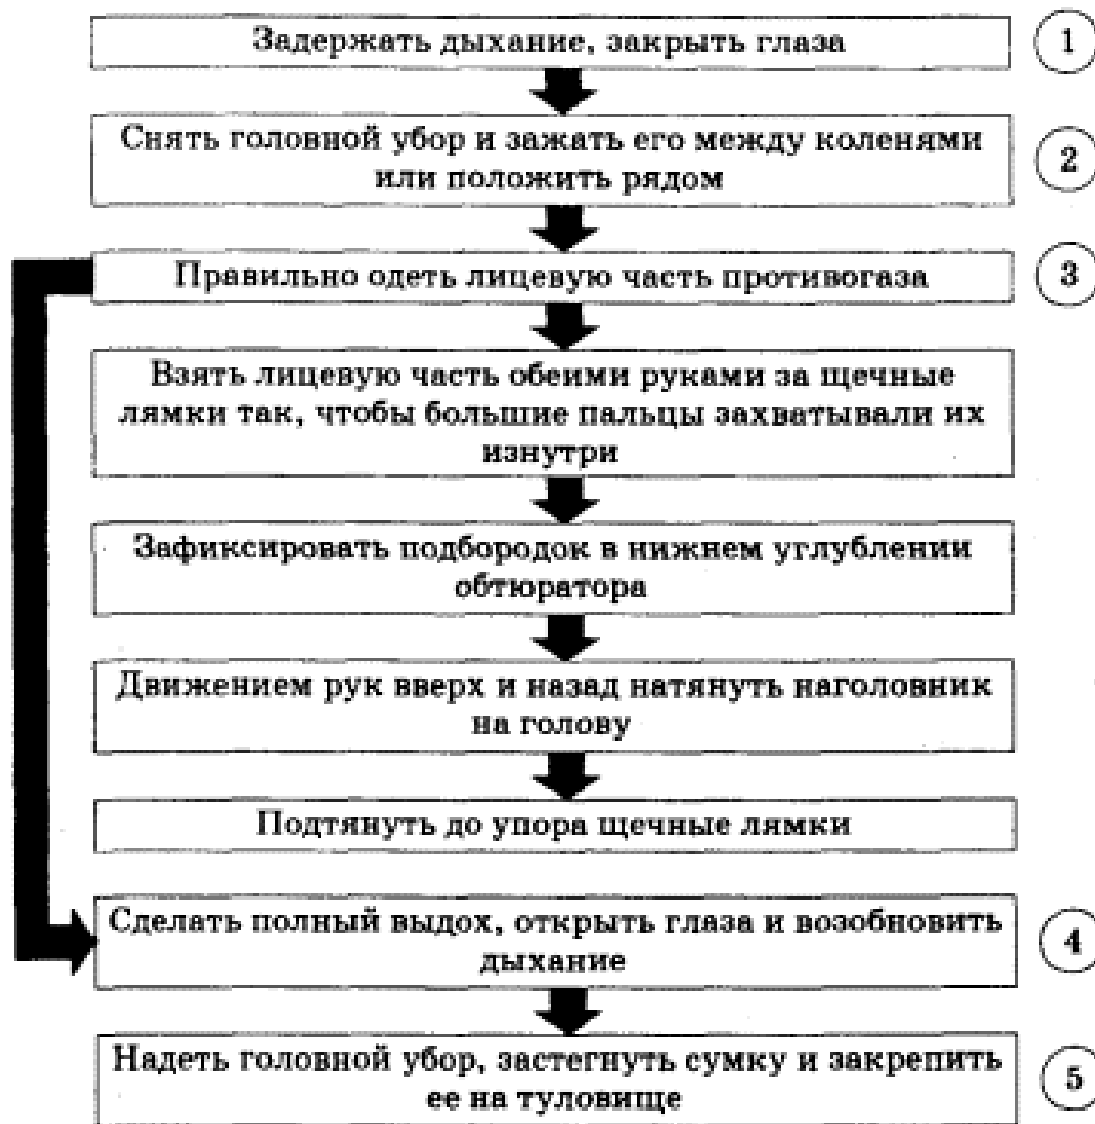 Задержать дыхание, закрыть глаза
1
Снять головной убор и зажать его между коленями
или положить рядом
2
Правильно одеть лицевую часть противогаза
3
Взять лицевую часть обеими руками за щечные
лямки так, чтобы большие пальцы захватывали их
изнутри
Зафиксировать подбородок в нижнем углублении
обтюратора
Движением рук вверх и назад натянуть наголовник
на голову
Подтянуть до упора щечные лямки
Сделать полный выдох, открыть глаза и возобновить
дыхание
4
Надеть головной убор, застегнуть сумку и закрепить
ее на туловище
5